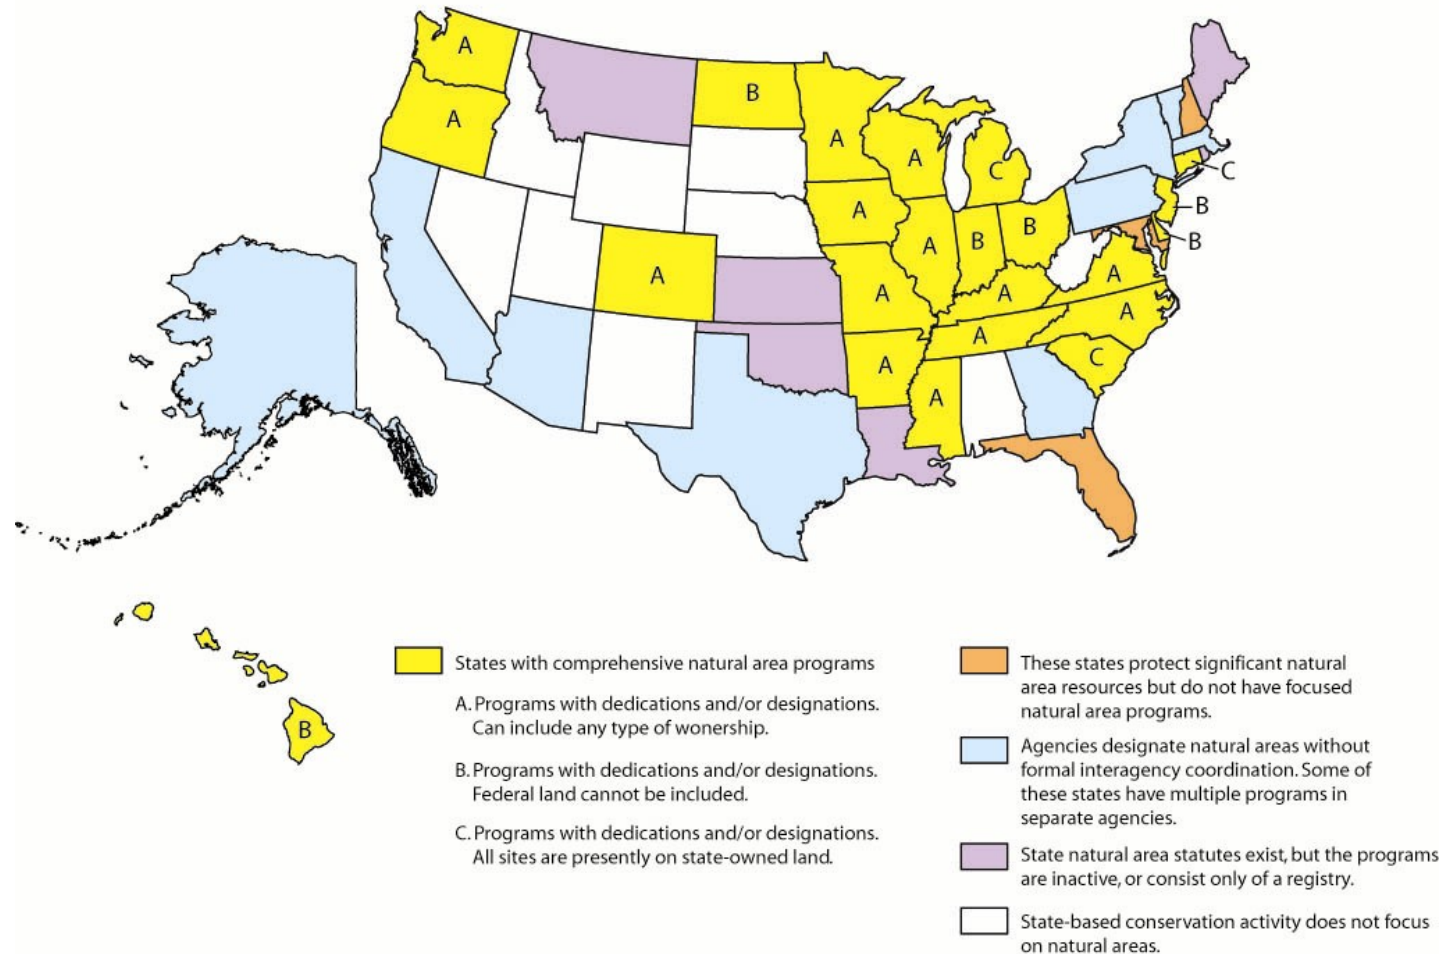 A
A
B
A
A
A
C
C
B
B
A
A
B
B
A
A
A
A
A
A
A
C
A
B
States with comprehensive natural area programs
A. Programs with dedications and/or designations.
Can include any type of wonership.
B. Programs with dedications and/or designations.
Federal land cannot be included.
C. Programs with dedications and/or designations.
All sites are presently on state-owned land.
These states protect significant natural
area resources but do not have focused
natural area programs.
Agencies designate natural areas without
formal interagency coordination. Some of
these states have multiple programs in
separate agencies.
State natural area statutes exist, but the programs
are inactive, or consist only of a registry.
State-based conservation activity does not focus
on natural areas.